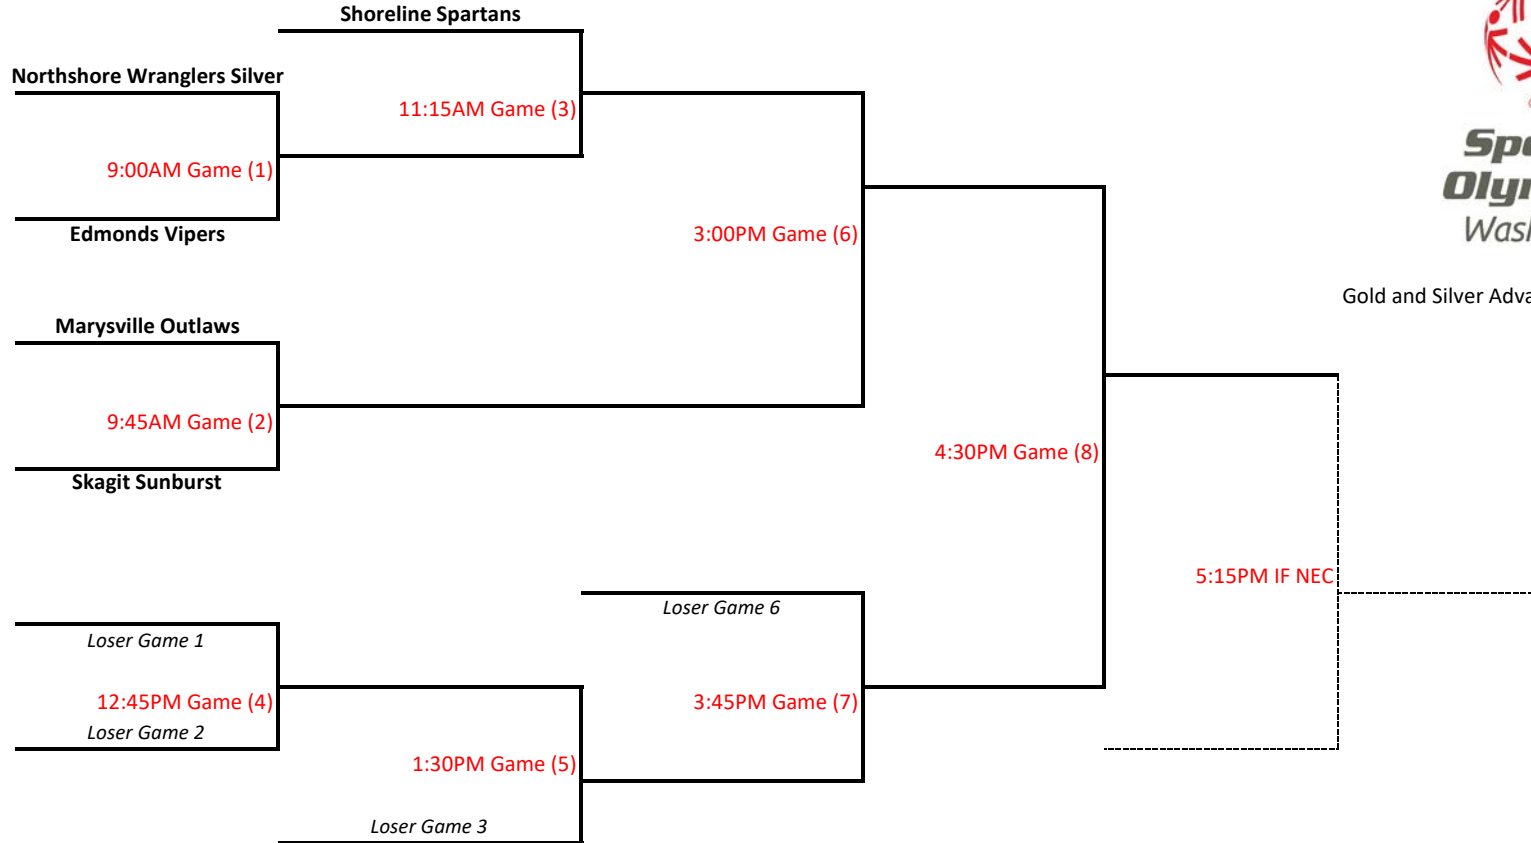 Shoreline Spartans
Northshore Wranglers Silver
11:15AM Game (3)
9:00AM Game (1)
Edmonds Vipers
3:00PM Game (6)
Gold and Silver
Marysville Outlaws
9:45AM Game (2)
4:30PM Game (8)
Skagit Sunburst
5:15PM IF NEC
Loser Game 6
Loser Game 1
12:45PM Game (4)
3:45PM Game (7)
Loser Game 2
1:30PM Game (5)
Loser Game 3